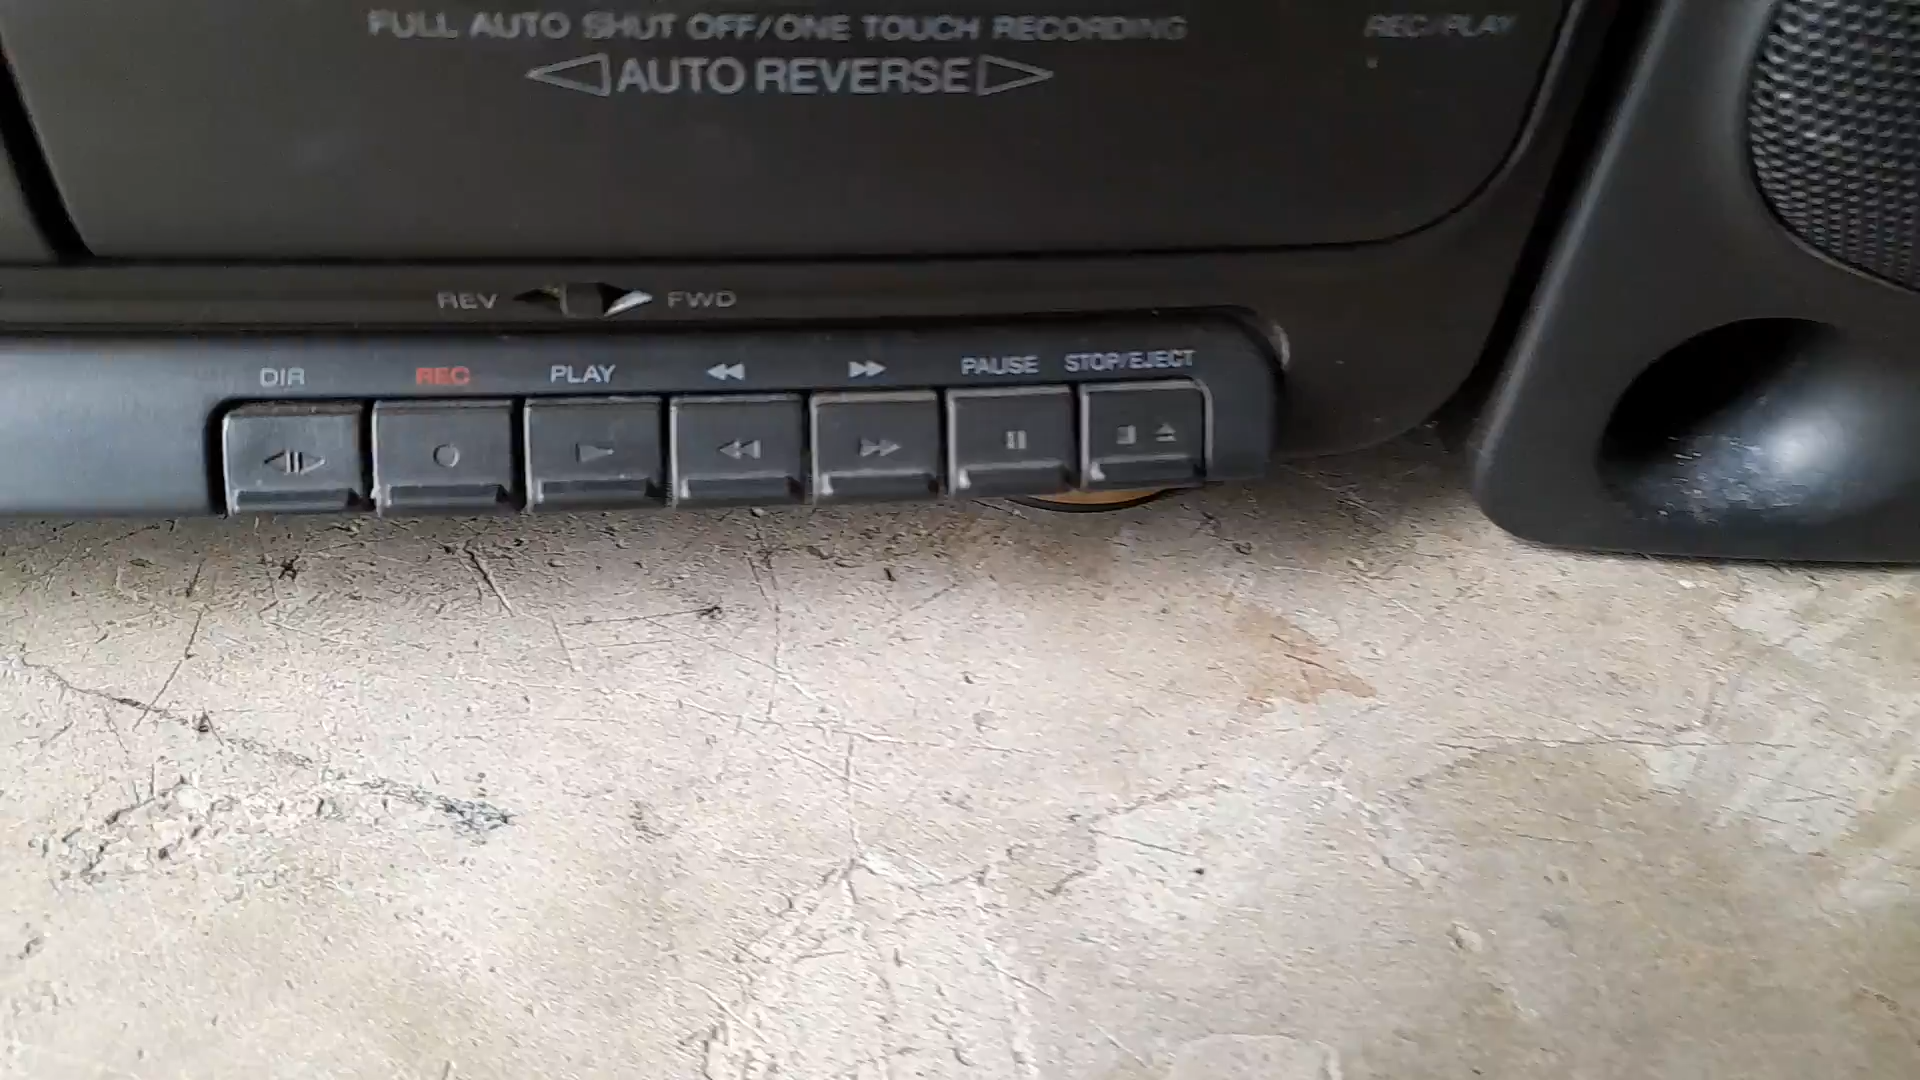 FULL AUTO SHUT OFF/ONE TOUCH RECORDING
REC/PLAY
AUTO REVERSE
REV FWD
DIR REC PLAY PAUSE STOP/EJECT